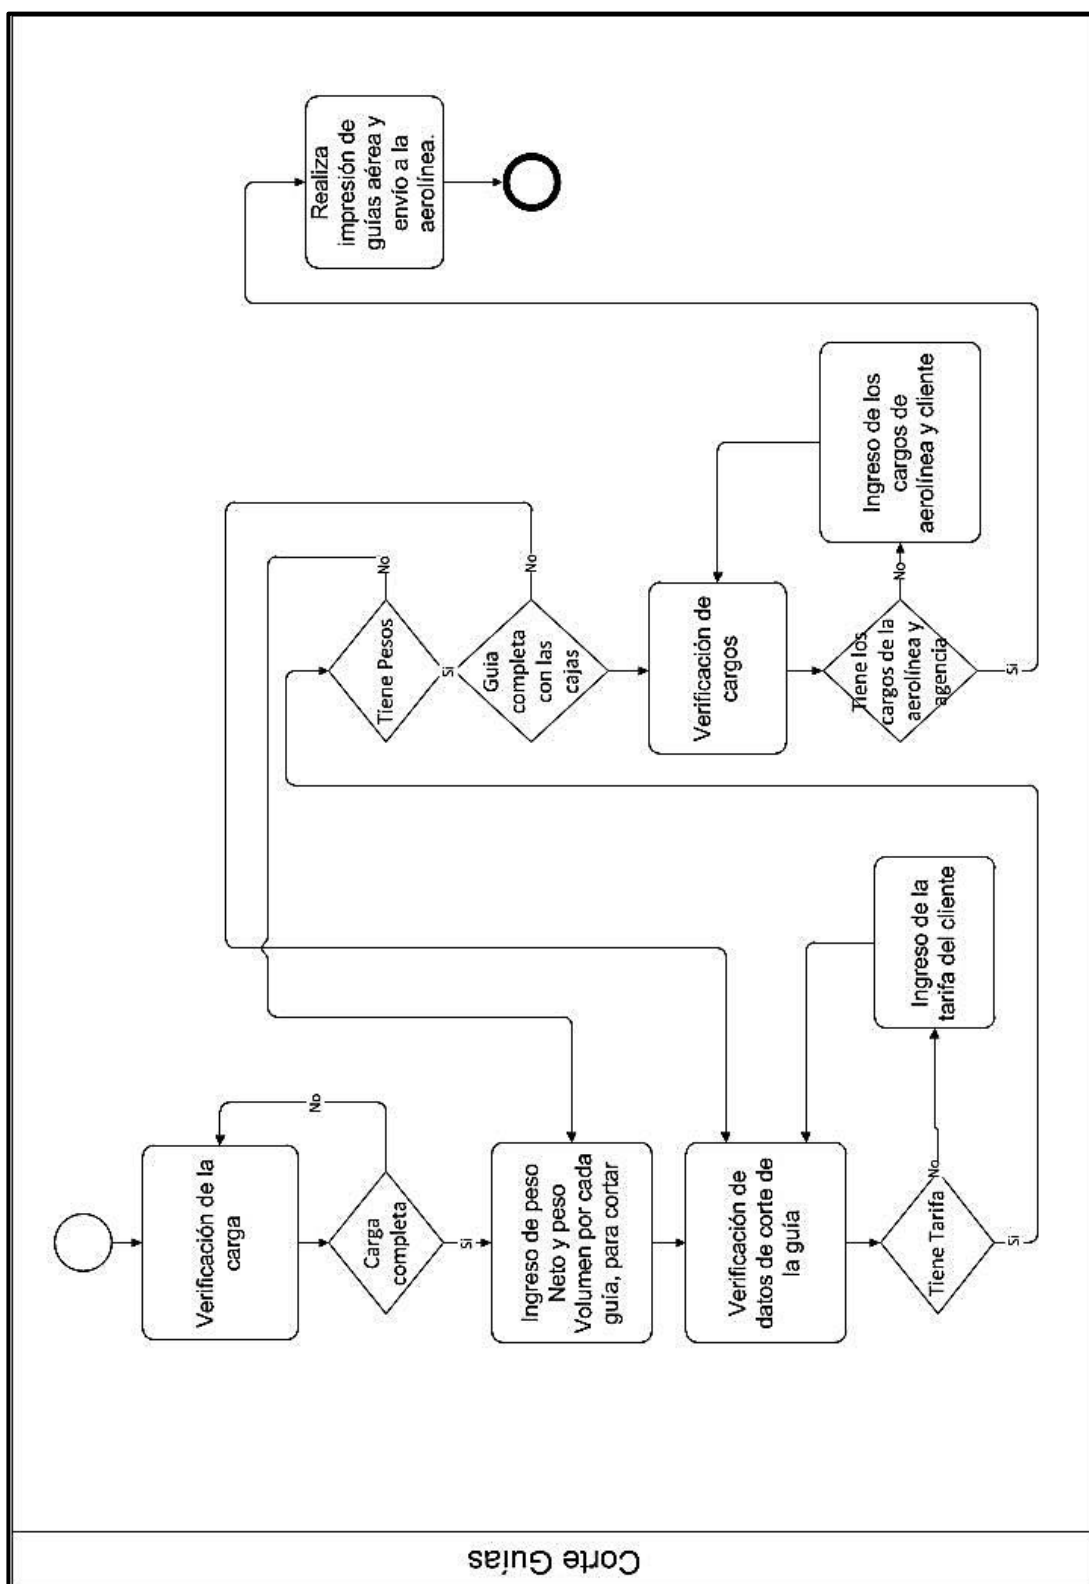 Corte Guías
Verificación de la
carga
Carga
completa
No
Si
Ingreso de peso
Neto y peso
Volumen por cada
guía, para cortar
Verificación de
datos de corte de
la guía
Tiene Tarifa
No
Si
Ingreso de la
tarifa del cliente
Tiene Pesos
No
Si
Guia
completa
con las
cajas
No
Verificación de
cargos
Tiene los
cargos de la
aerolínea y
agencia
No
Si
Ingreso de los
cargos de
aerolínea y cliente
Realiza
impresión de
guías aérea y
envío a la
aerolínea.